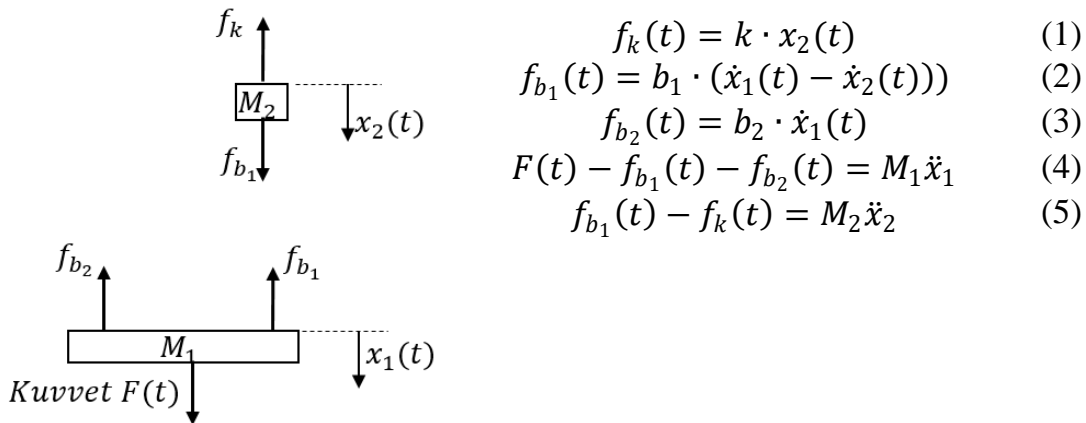 f_k
M_2
x_2(t)
f_{b_1}
f_{b_2}
f_{b_1}
M_1
x_1(t)
Kuvvet F(t)
f_k(t) = k · x_2(t) (1)
f_{b_1}(t) = b_1 · (ẋ_1(t) − ẋ_2(t))) (2)
f_{b_2}(t) = b_2 · ẋ_1(t) (3)
F(t) − f_{b_1}(t) − f_{b_2}(t) = M_1ẍ_1 (4)
f_{b_1}(t) − f_k(t) = M_2ẍ_2 (5)